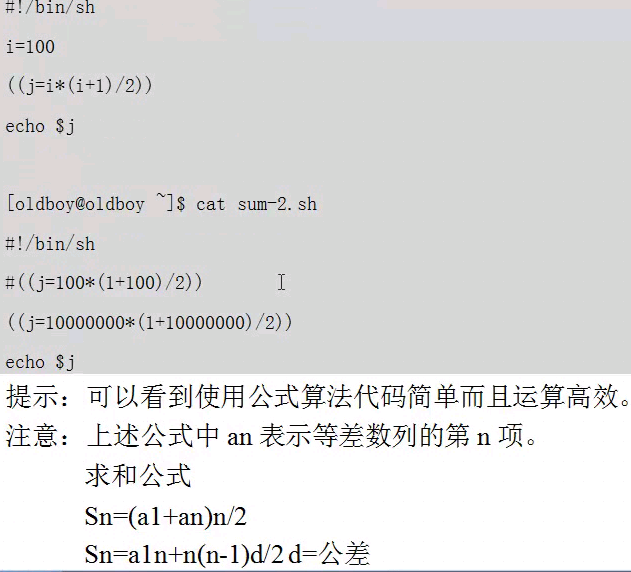 #!/bin/sh
i=100
((j=i*(i+1)/2))
echo $j
[oldboy@oldboy ~]$ cat sum-2.sh
#!/bin/sh
#((j=100*(1+100)/2))
((j=10000000*(1+10000000)/2))
echo $j
提示：可以看到使用公式算法代码简单而且运算高效。
注意：上述公式中 an 表示等差数列的第 n 项。
求和公式
Sn=(a1+an)n/2
Sn=a1n+n(n-1)d/2 d=公差